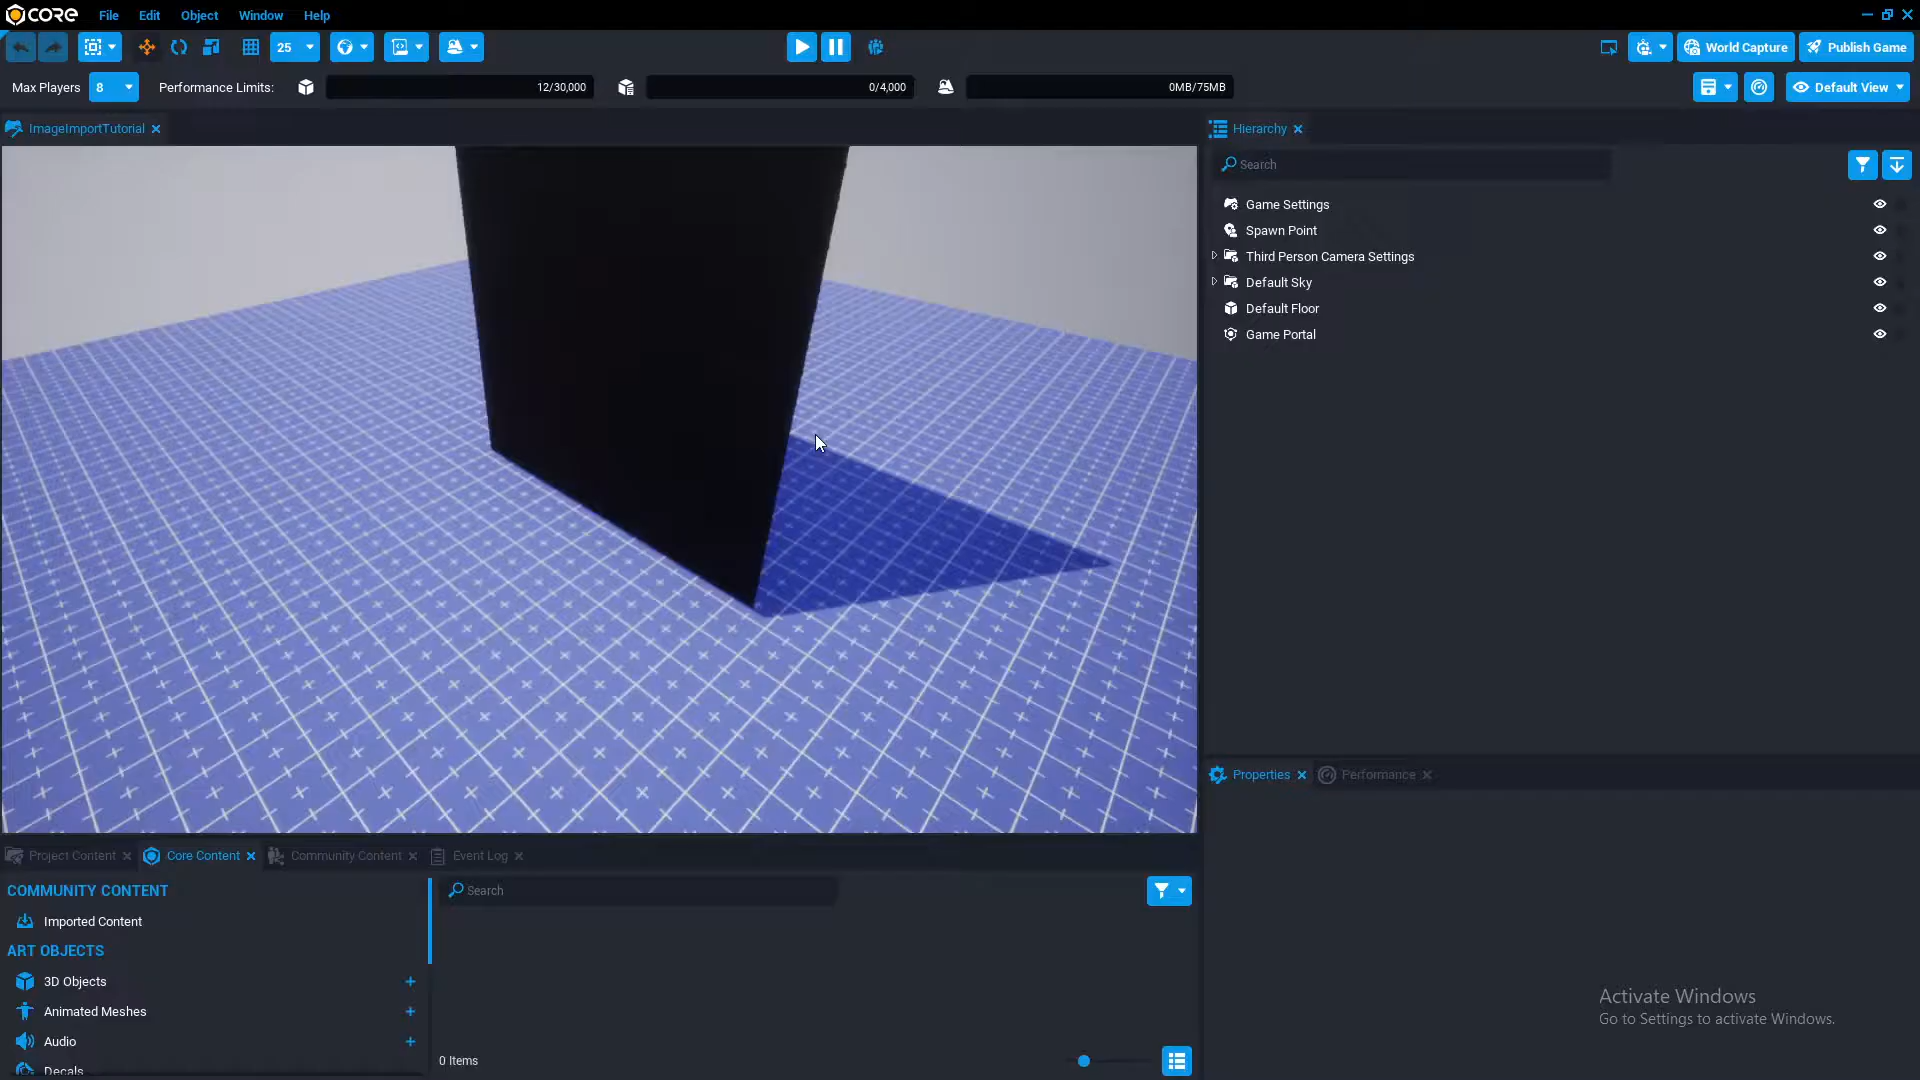 CORE File Edit Object Window Help
25 World Capture Publish Game
Max Players 8 Performance Limits: 12/30,000 0/4,000 0MB/75MB Default View
ImageImportTutorial
Hierarchy
Search
Game Settings
Spawn Point
Third Person Camera Settings
Default Sky
Default Floor
Game Portal
Properties Performance
Project Content Core Content Community Content Event Log
COMMUNITY CONTENT
Search
Imported Content
ART OBJECTS
3D Objects
Animated Meshes
Audio
Decals
0 Items
Activate Windows
Go to Settings to activate Windows.